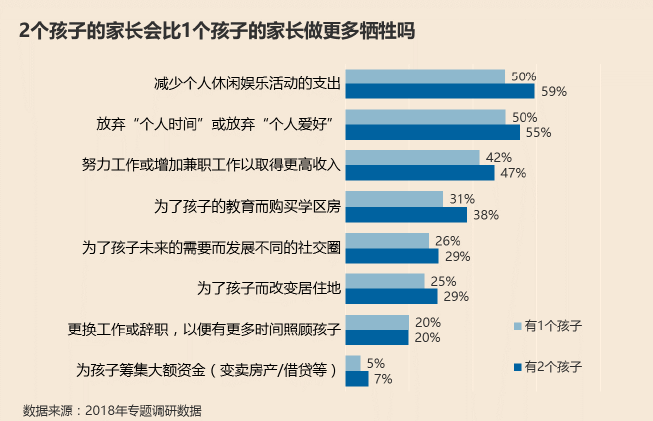 2个孩子的家长会比1个孩子的家长做更多牺牲吗
减少个人休闲娱乐活动的支出
50%
59%
放弃“个人时间”或放弃“个人爱好”
50%
55%
努力工作或增加兼职工作以取得更高收入
42%
47%
为了孩子的教育而购买学区房
31%
38%
为了孩子未来的需要而发展不同的社交圈
26%
29%
为了孩子而改变居住地
25%
29%
更换工作或辞职，以便有更多时间照顾孩子
20%
20%
有1个孩子
为孩子筹集大额资金（变卖房产/借贷等）
5%
7%
有2个孩子
数据来源：2018年专题调研数据